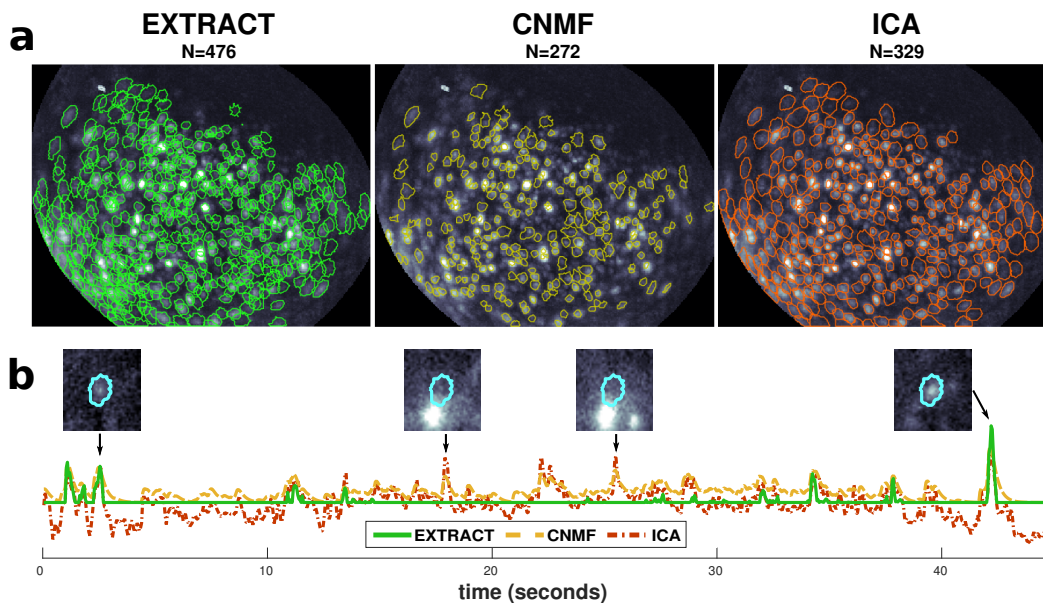 a
EXTRACT
CNMF
ICA
N=476
N=272
N=329
b
EXTRACT
CNMF
ICA
0
10
20
30
40
time (seconds)